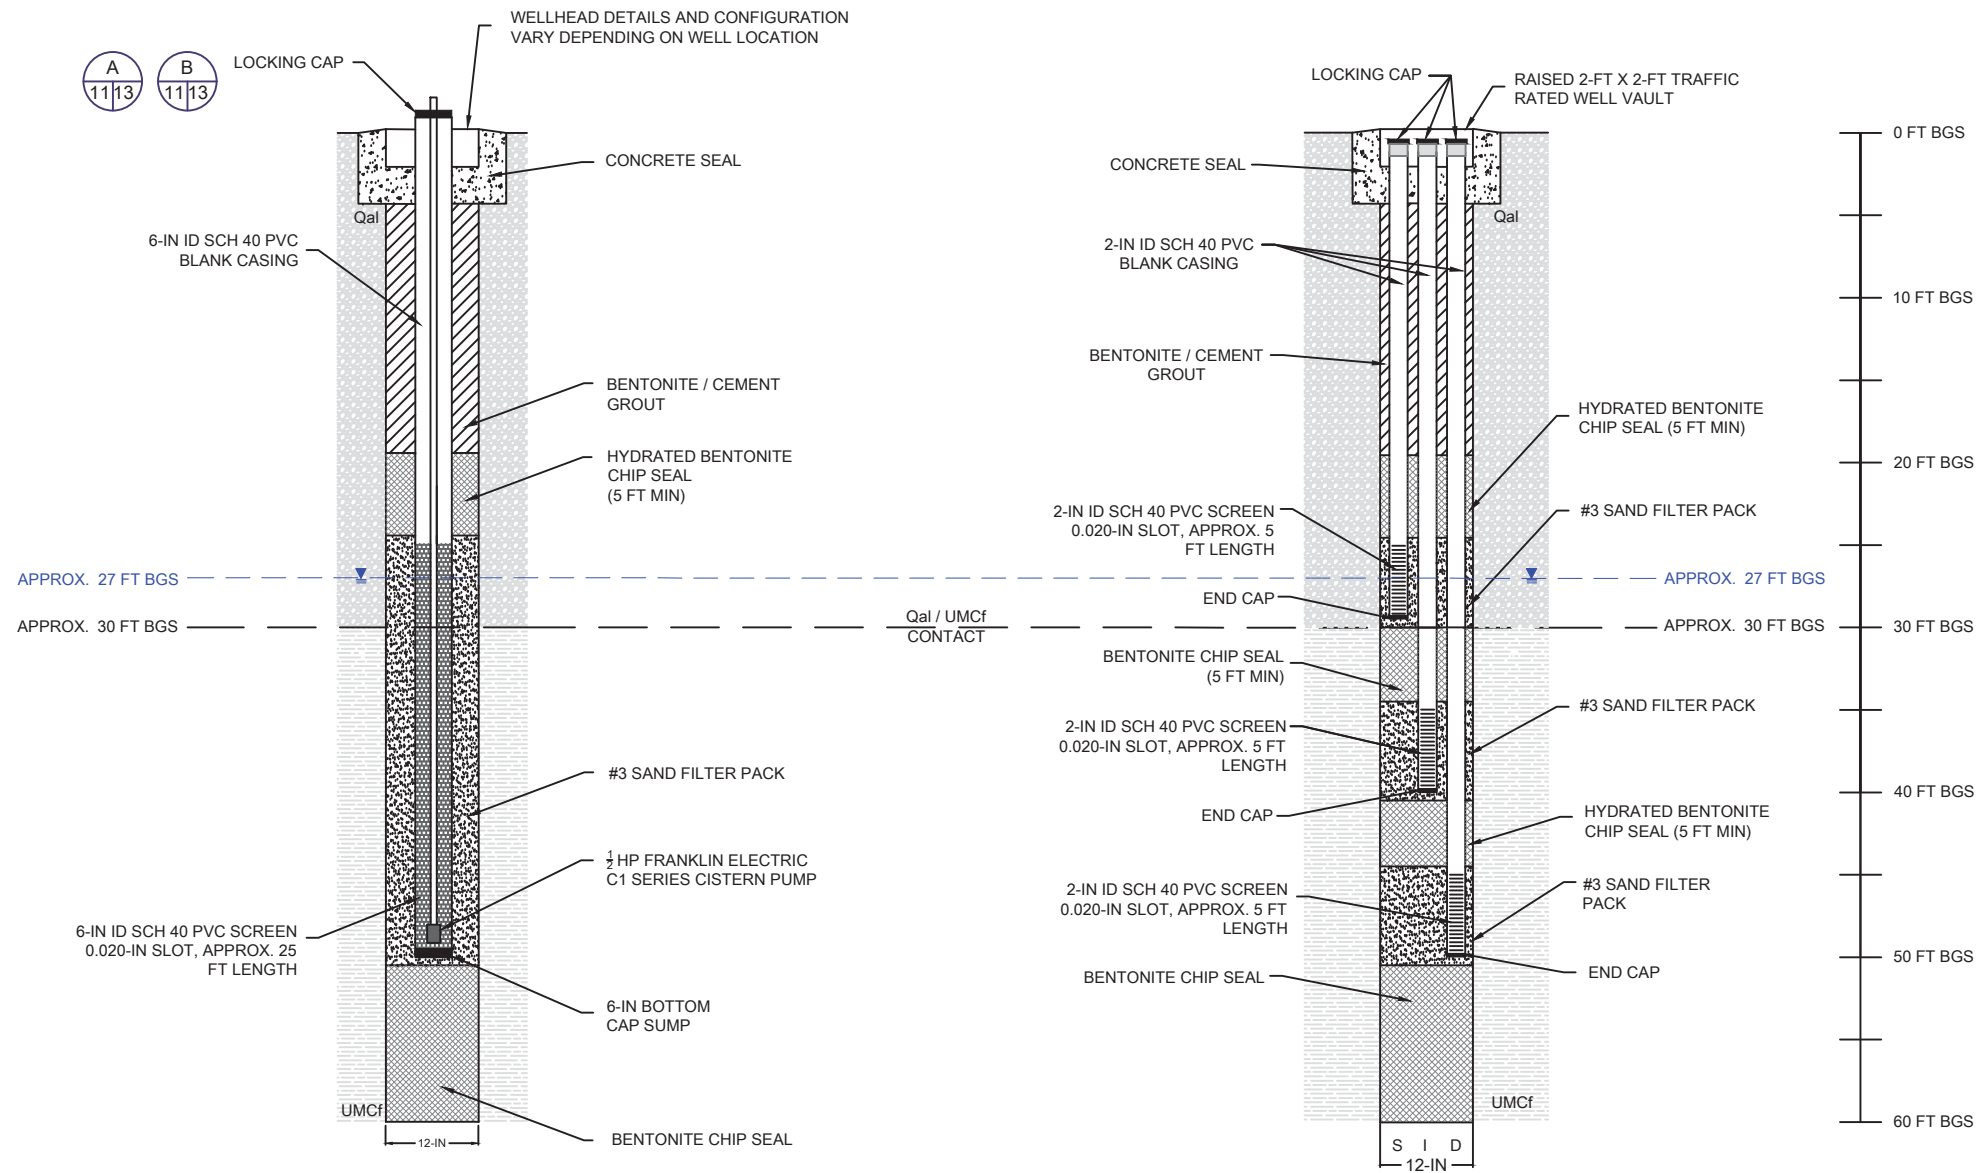 WELLHEAD DETAILS AND CONFIGURATION
VARY DEPENDING ON WELL LOCATION
A
11 13
B
11 13
LOCKING CAP
CONCRETE SEAL
Qal
6-IN ID SCH 40 PVC
BLANK CASING
BENTONITE / CEMENT
GROUT
HYDRATED BENTONITE
CHIP SEAL
(5 FT MIN)
APPROX. 27 FT BGS
APPROX. 30 FT BGS
Qal / UMCf
CONTACT
#3 SAND FILTER PACK
1/2 HP FRANKLIN ELECTRIC
C1 SERIES CISTERN PUMP
6-IN ID SCH 40 PVC SCREEN
0.020-IN SLOT, APPROX. 25
FT LENGTH
6-IN BOTTOM
CAP SUMP
UMCf
BENTONITE CHIP SEAL
12-IN
LOCKING CAP
RAISED 2-FT X 2-FT TRAFFIC
RATED WELL VAULT
CONCRETE SEAL
Qal
2-IN ID SCH 40 PVC
BLANK CASING
BENTONITE / CEMENT
GROUT
HYDRATED BENTONITE
CHIP SEAL (5 FT MIN)
2-IN ID SCH 40 PVC SCREEN
0.020-IN SLOT, APPROX. 5
FT LENGTH
#3 SAND FILTER PACK
APPROX. 27 FT BGS
END CAP
APPROX. 30 FT BGS
BENTONITE CHIP SEAL
(5 FT MIN)
#3 SAND FILTER PACK
2-IN ID SCH 40 PVC SCREEN
0.020-IN SLOT, APPROX. 5 FT
LENGTH
END CAP
HYDRATED BENTONITE
CHIP SEAL (5 FT MIN)
2-IN ID SCH 40 PVC SCREEN
0.020-IN SLOT, APPROX. 5 FT
LENGTH
#3 SAND FILTER
PACK
END CAP
BENTONITE CHIP SEAL
UMCf
S I D
12-IN
0 FT BGS
10 FT BGS
20 FT BGS
30 FT BGS
40 FT BGS
50 FT BGS
60 FT BGS